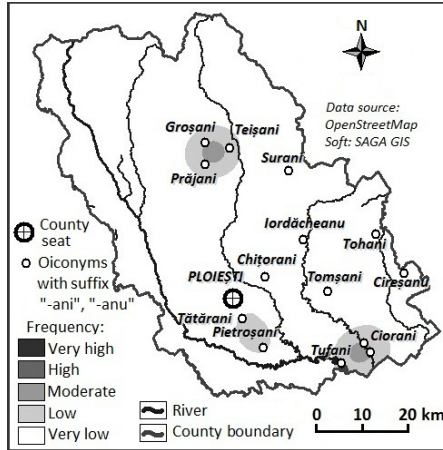 N
Data source:
OpenStreetMap
Soft: SAGA GIS
Groșani
Teișani
Prăjani
Surani
Iordăcheanu
Tohani
Chițorani
Cireșanu
PLOIEȘTI
Tomșani
Tătărani
Pietroșani
Ciorani
Tufani
County
seat
Oiconyms
with suffix
"-ani", "-anu"
Frequency:
Very high
High
Moderate
Low
Very low
River
County boundary
0 10 20 km